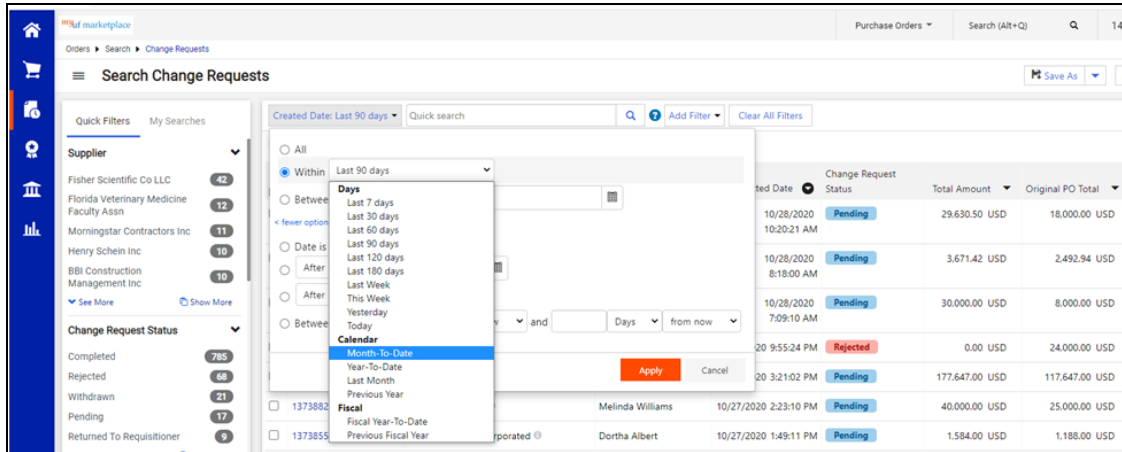 myuf marketplace
Purchase Orders
Search (Alt+Q)
14
Orders Search Change Requests
Search Change Requests
Save As
Quick Filters My Searches
Created Date: Last 90 days Quick search
? Add Filter Clear All Filters
Supplier
Fisher Scientific Co LLC 42
Florida Veterinary Medicine
Faculty Assn 12
Morningstar Contractors Inc 11
Henry Schein Inc 10
BBI Construction
Management Inc 10
See More Show More
Change Request Status
Completed 785
Rejected 68
Withdrawn 21
Pending 17
Returned To Requisitioner 9
All
Within Last 90 days
Betwee
< fewer option
Date is
After
After
Betwee
Days
Last 7 days
Last 30 days
Last 60 days
Last 90 days
Last 120 days
Last 180 days
Last Week
This Week
Yesterday
Today
Calendar
Month-To-Date
Year-To-Date
Last Month
Previous Year
Fiscal
Fiscal Year-To-Date
Previous Fiscal Year
and Days from now
Apply Cancel
ted Date
Change Request
Status
Total Amount Original PO Total
10/28/2020
10:20:21 AM Pending 29,630.50 USD 18,000.00 USD
10/28/2020
8:18:00 AM Pending 3,671.42 USD 2,492.94 USD
10/28/2020
7:09:10 AM Pending 30,000.00 USD 8,000.00 USD
20 9:55:24 PM Rejected 0.00 USD 24,000.00 USD
20 3:21:02 PM Pending 177,647.00 USD 117,647.00 USD
1373882 Melinda Williams 10/27/2020 2:23:10 PM Pending 40,000.00 USD 25,000.00 USD
1373855 rporated Dortha Albert 10/27/2020 1:49:11 PM Pending 1,584.00 USD 1,188.00 USD